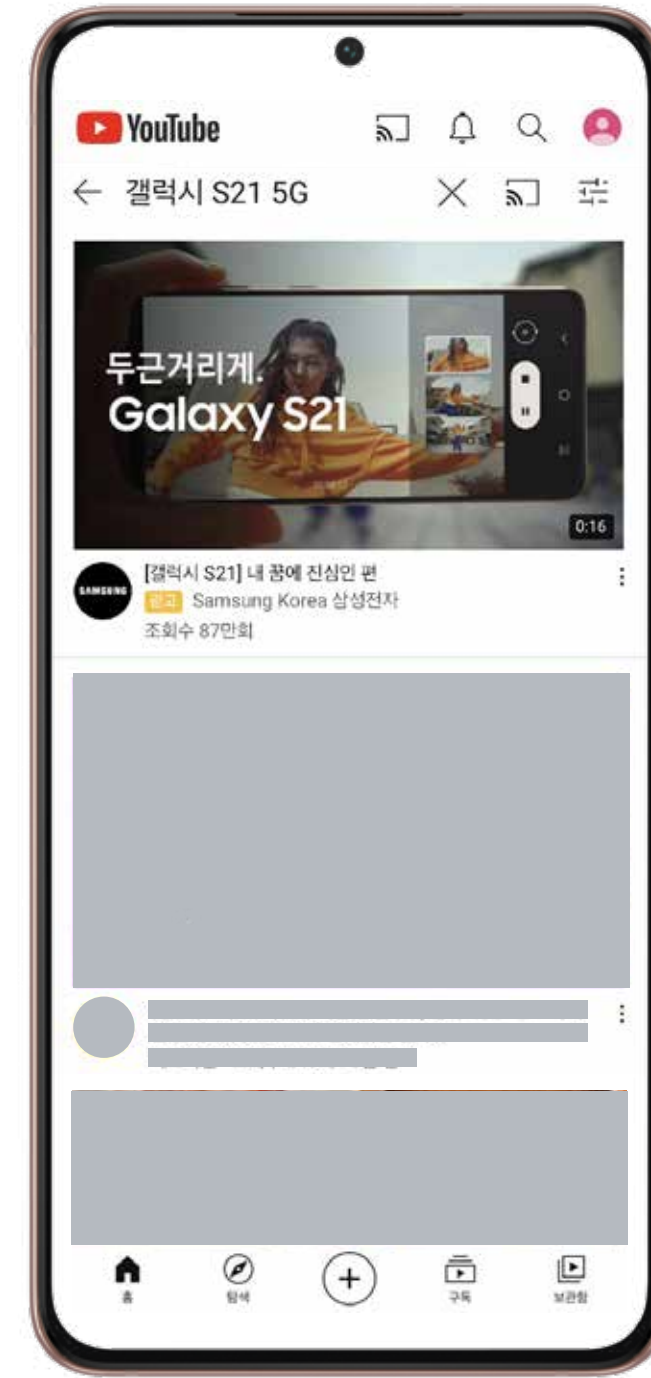 YouTube
갤럭시 S21 5G
두근거리게.
Galaxy S21
0:16
SAMSUNG
[갤럭시 S21] 내 꿈에 진심인 편
광고 Samsung Korea 삼성전자
조회수 87만회
홈
탐색
구독
보관함